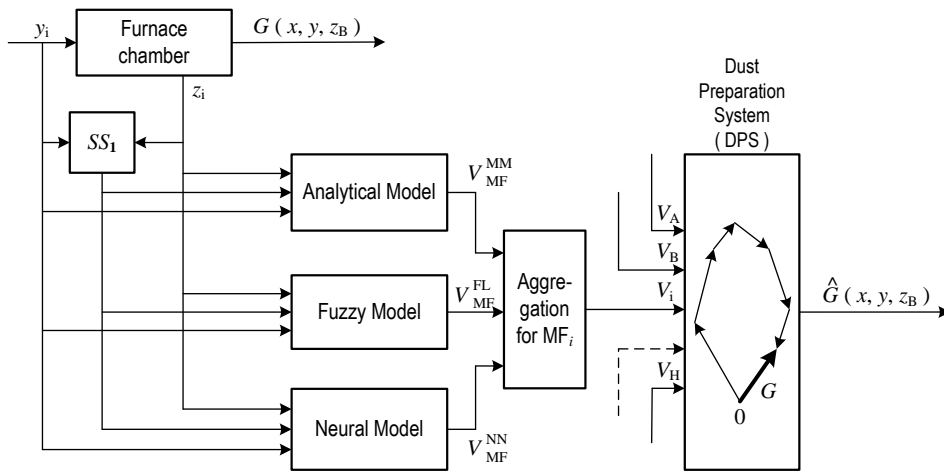 y_i
Furnace
chamber
G ( x, y, z_B )
z_i
SS_1
Analytical Model
V_MF^MM
Fuzzy Model
V_MF^FL
Neural Model
V_MF^NN
Aggre-
gation
for MF_i
Dust
Preparation
System
( DPS )
V_A
V_B
V_i
V_H
G
0
Ĝ ( x, y, z_B )